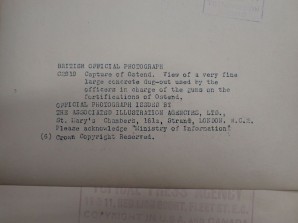 BRITISH OFFICIAL PHOTOGRAPH
Capture of Ostend. View of a very fine
large concrete dug-out used by the
officers in charge of the guns on the
fortifications of Ostend.
OFFICIAL PHOTOGRAPH ISSUED BY
THE ASSOCIATED ILLUSTRATION AGENCIES, LTD.,
St. Mary's Chambers, 161a, Strand, LONDON, W.C.2.
Please acknowledge "Ministry of Information"
Crown Copyright Reserved.